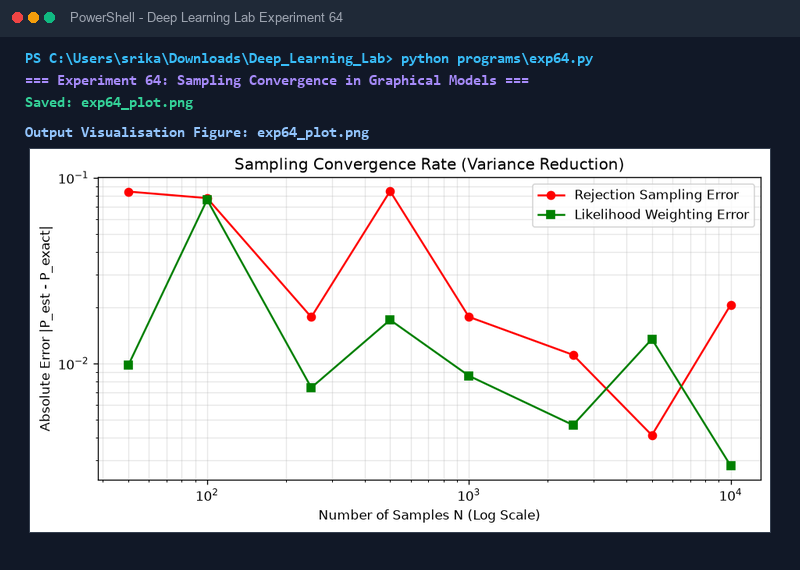 PowerShell - Deep Learning Lab Experiment 64
PS C:\Users\srika\Downloads\Deep_Learning_Lab> python programs\exp64.py
=== Experiment 64: Sampling Convergence in Graphical Models ===
Saved: exp64_plot.png
Output Visualisation Figure: exp64_plot.png
Sampling Convergence Rate (Variance Reduction)
Rejection Sampling Error
Likelihood Weighting Error
Absolute Error |P_est - P_exact|
10⁻¹
10⁻²
10² 10³ 10⁴
Number of Samples N (Log Scale)